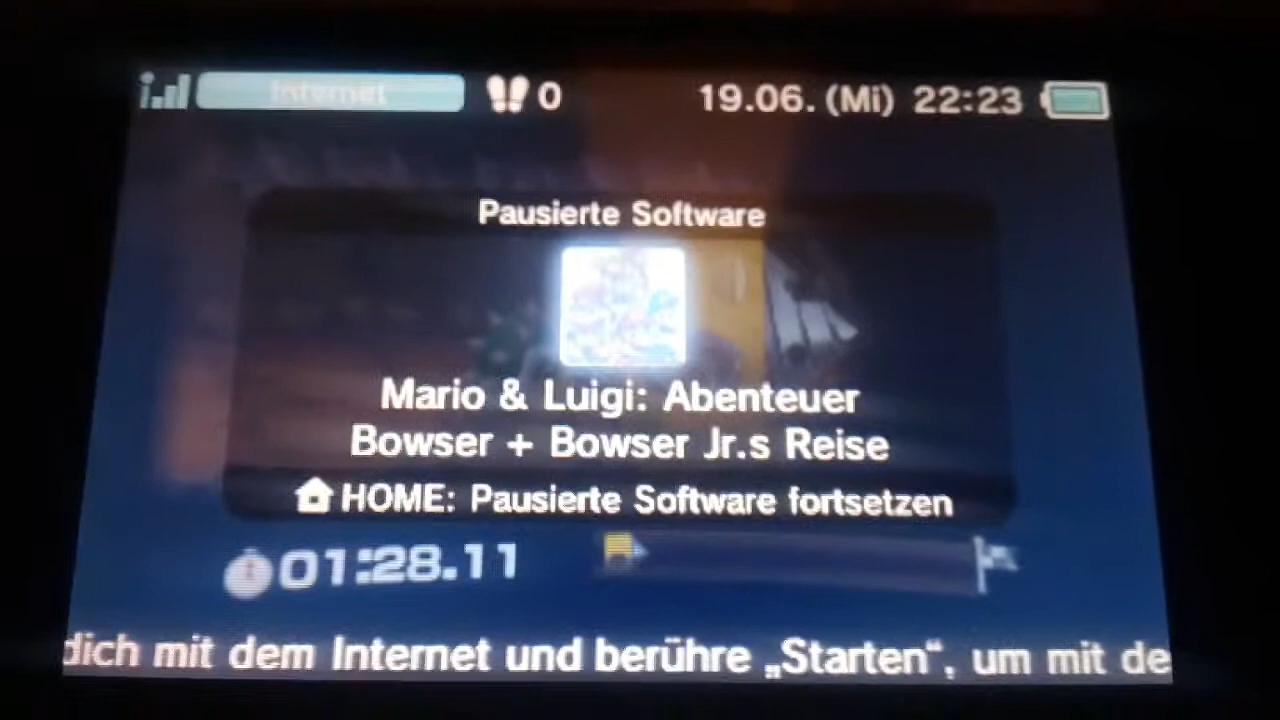 Internet
0
19.06. (Mi) 22:23
Pausierte Software
Mario & Luigi: Abenteuer
Bowser + Bowser Jr.s Reise
HOME: Pausierte Software fortsetzen
01:28.11
dich mit dem Internet und berühre „Starten“, um mit de